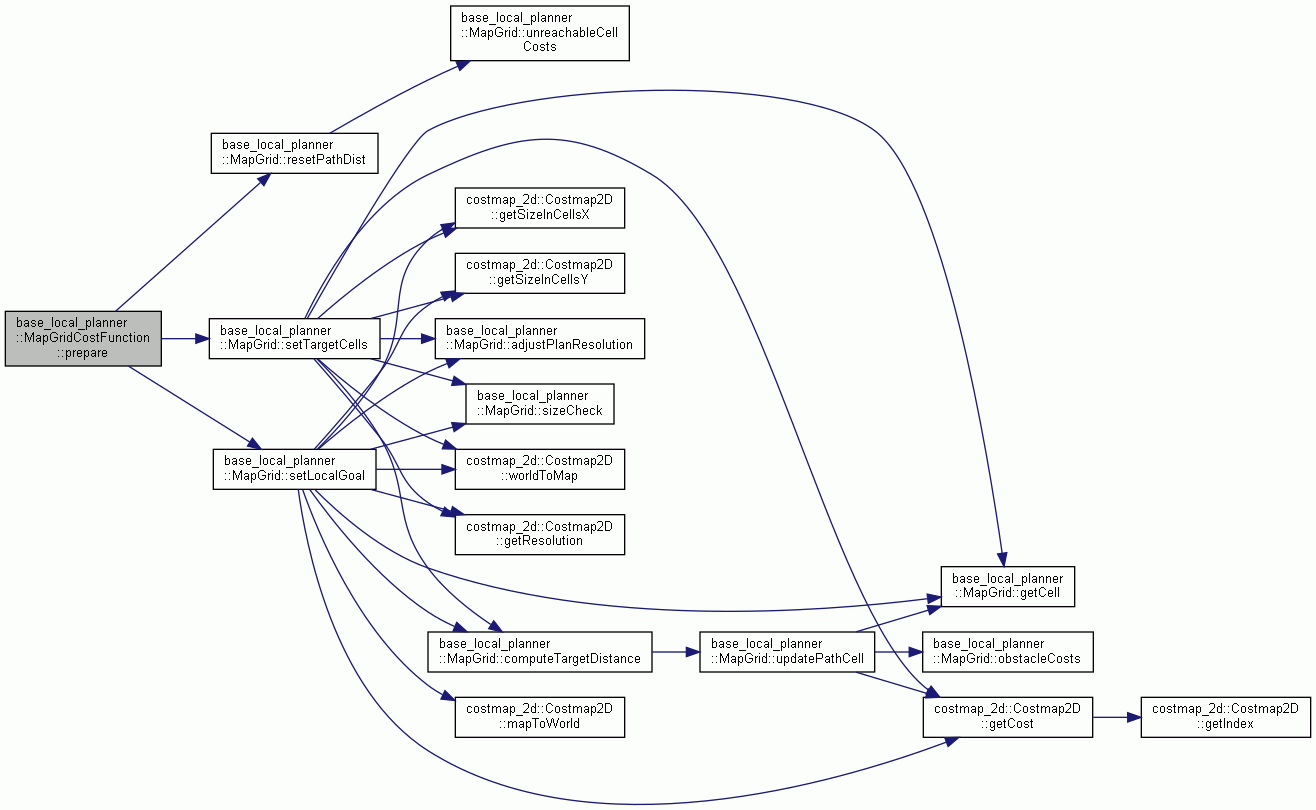 base_local_planner
::MapGrid::unreachableCell
Costs
base_local_planner
::MapGrid::resetPathDist
costmap_2d::Costmap2D
::getSizeInCellsX
costmap_2d::Costmap2D
::getSizeInCellsY
base_local_planner
::MapGridCostFunction
::prepare
base_local_planner
::MapGrid::setTargetCells
base_local_planner
::MapGrid::adjustPlanResolution
base_local_planner
::MapGrid::sizeCheck
base_local_planner
::MapGrid::setLocalGoal
costmap_2d::Costmap2D
::worldToMap
costmap_2d::Costmap2D
::getResolution
base_local_planner
::MapGrid::getCell
base_local_planner
::MapGrid::computeTargetDistance
base_local_planner
::MapGrid::updatePathCell
base_local_planner
::MapGrid::obstacleCosts
costmap_2d::Costmap2D
::mapToWorld
costmap_2d::Costmap2D
::getCost
costmap_2d::Costmap2D
::getIndex